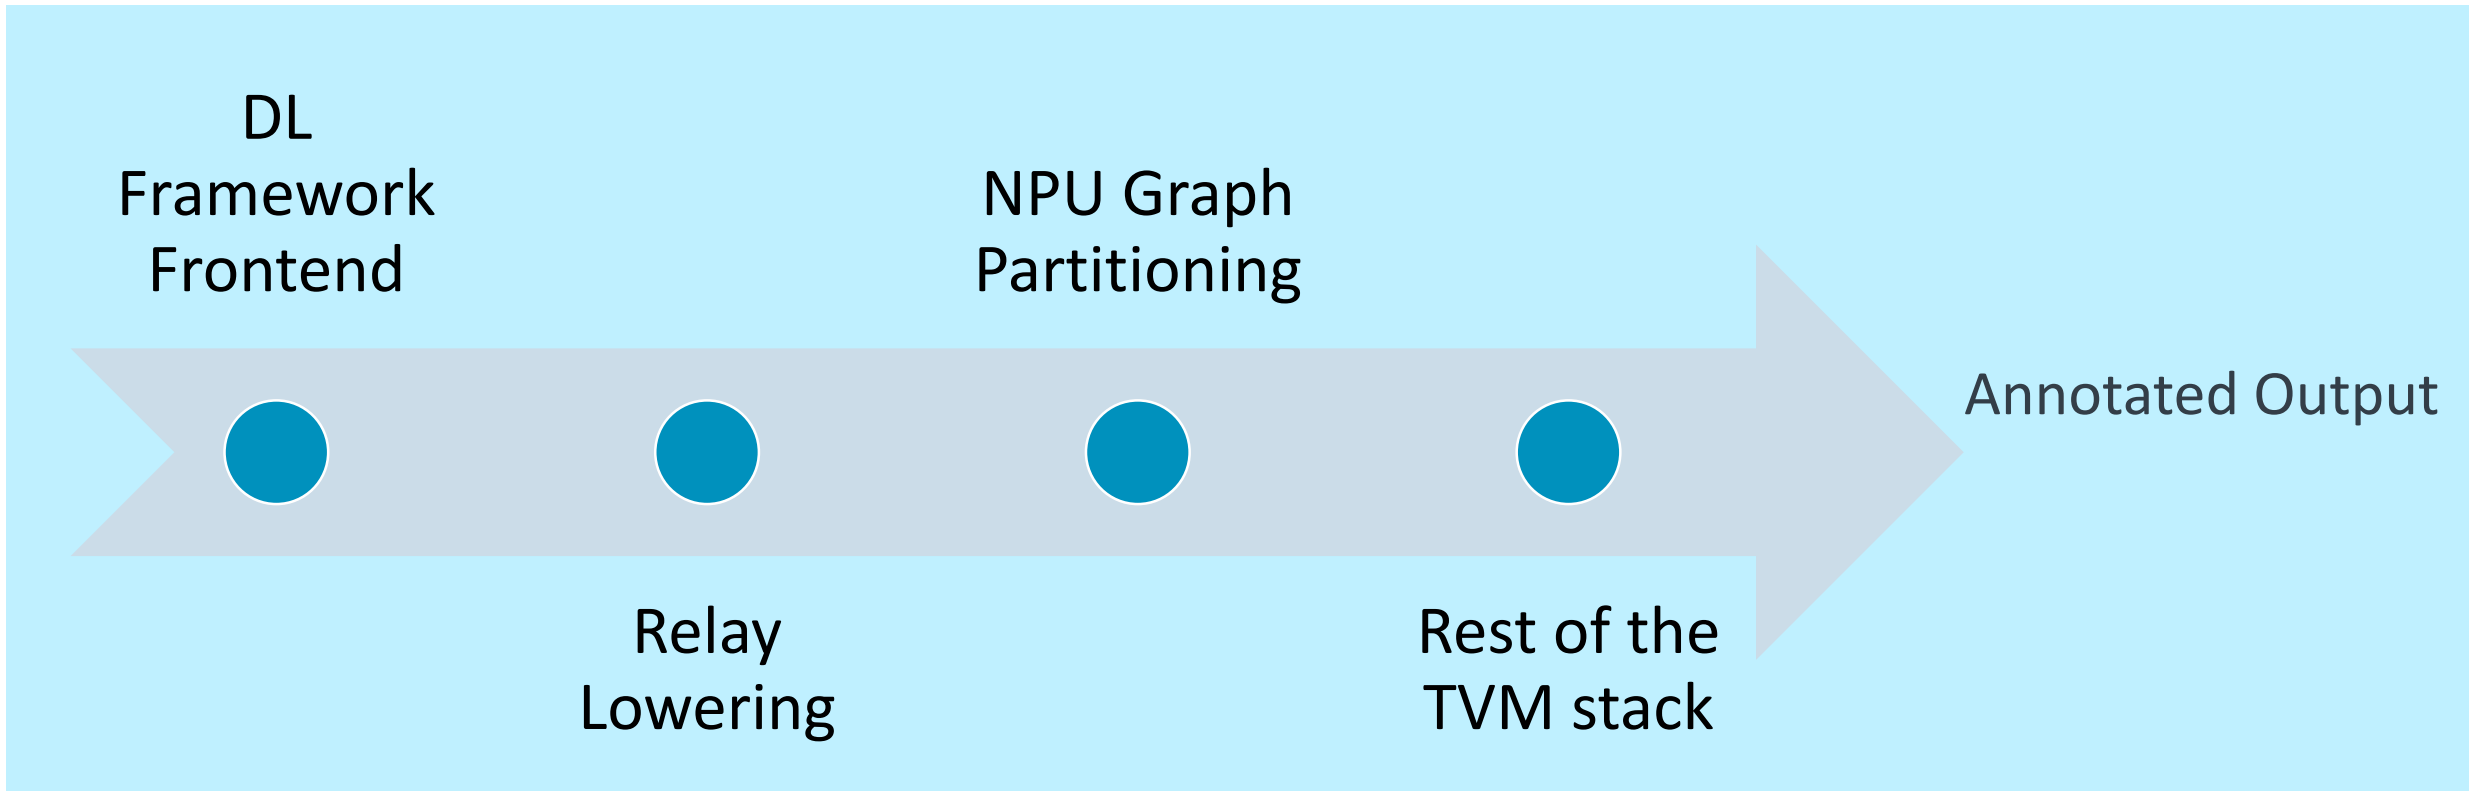 DL
Framework
Frontend
Relay
Lowering
NPU Graph
Partitioning
Rest of the
TVM stack
Annotated Output